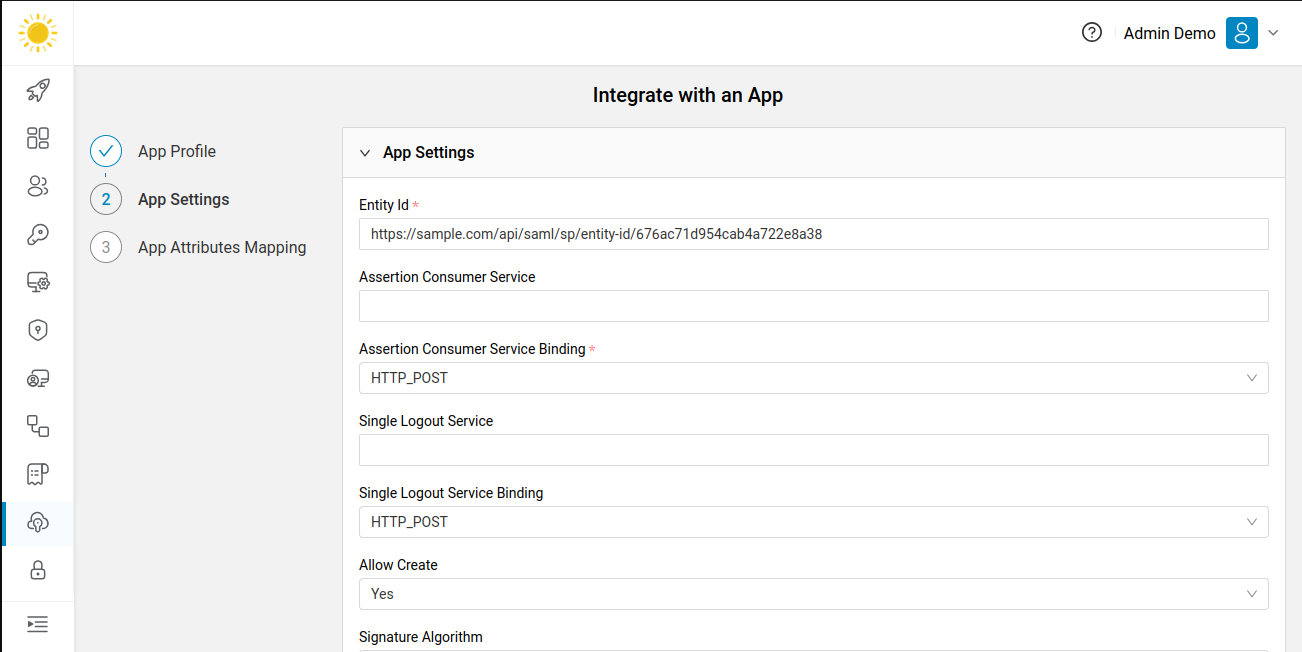 Admin Demo
Integrate with an App
App Profile
2 App Settings
3 App Attributes Mapping
App Settings
Entity Id *
https://sample.com/api/saml/sp/entity-id/676ac71d954cab4a722e8a38
Assertion Consumer Service
Assertion Consumer Service Binding *
HTTP_POST
Single Logout Service
Single Logout Service Binding
HTTP_POST
Allow Create
Yes
Signature Algorithm